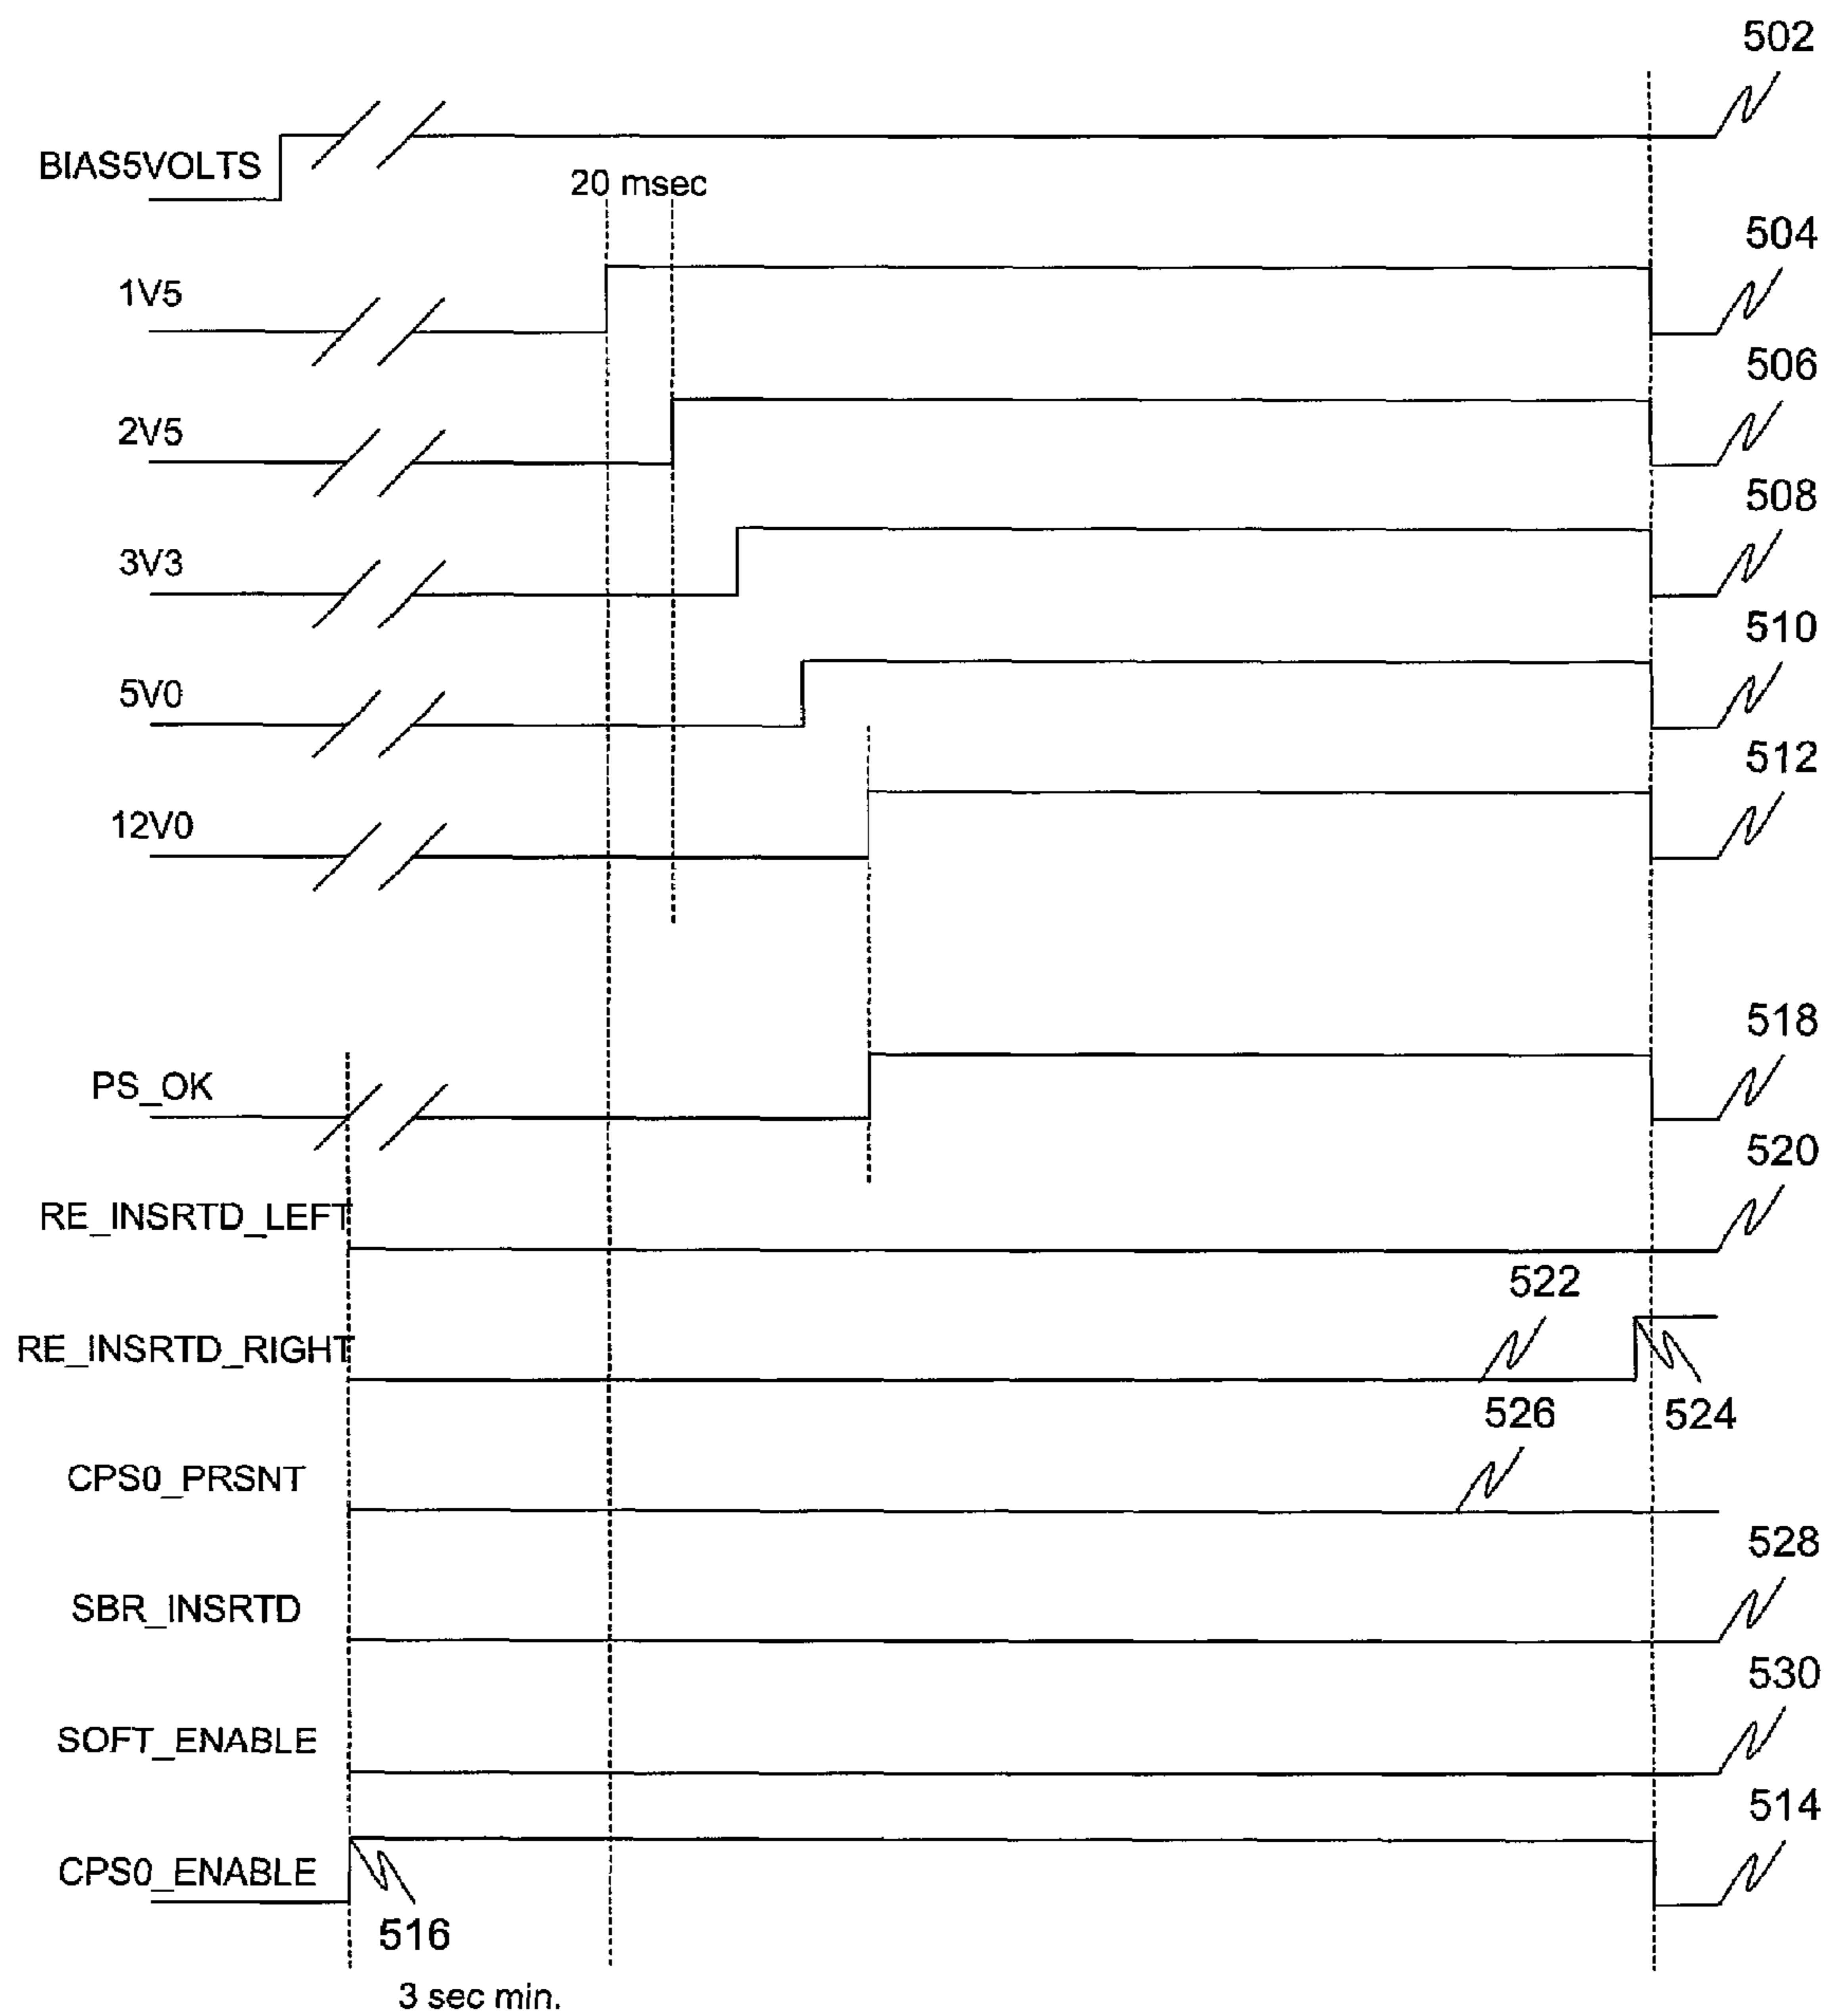 502
BIAS5VOLTS
20 msec
504
1V5
506
2V5
508
3V3
510
5V0
512
12V0
518
PS_OK
520
RE_INSRTD_LEFT
522
RE_INSRTD_RIGHT
526
524
CPS0_PRSNT
528
SBR_INSRTD
530
SOFT_ENABLE
514
CPS0_ENABLE
516
3 sec min.